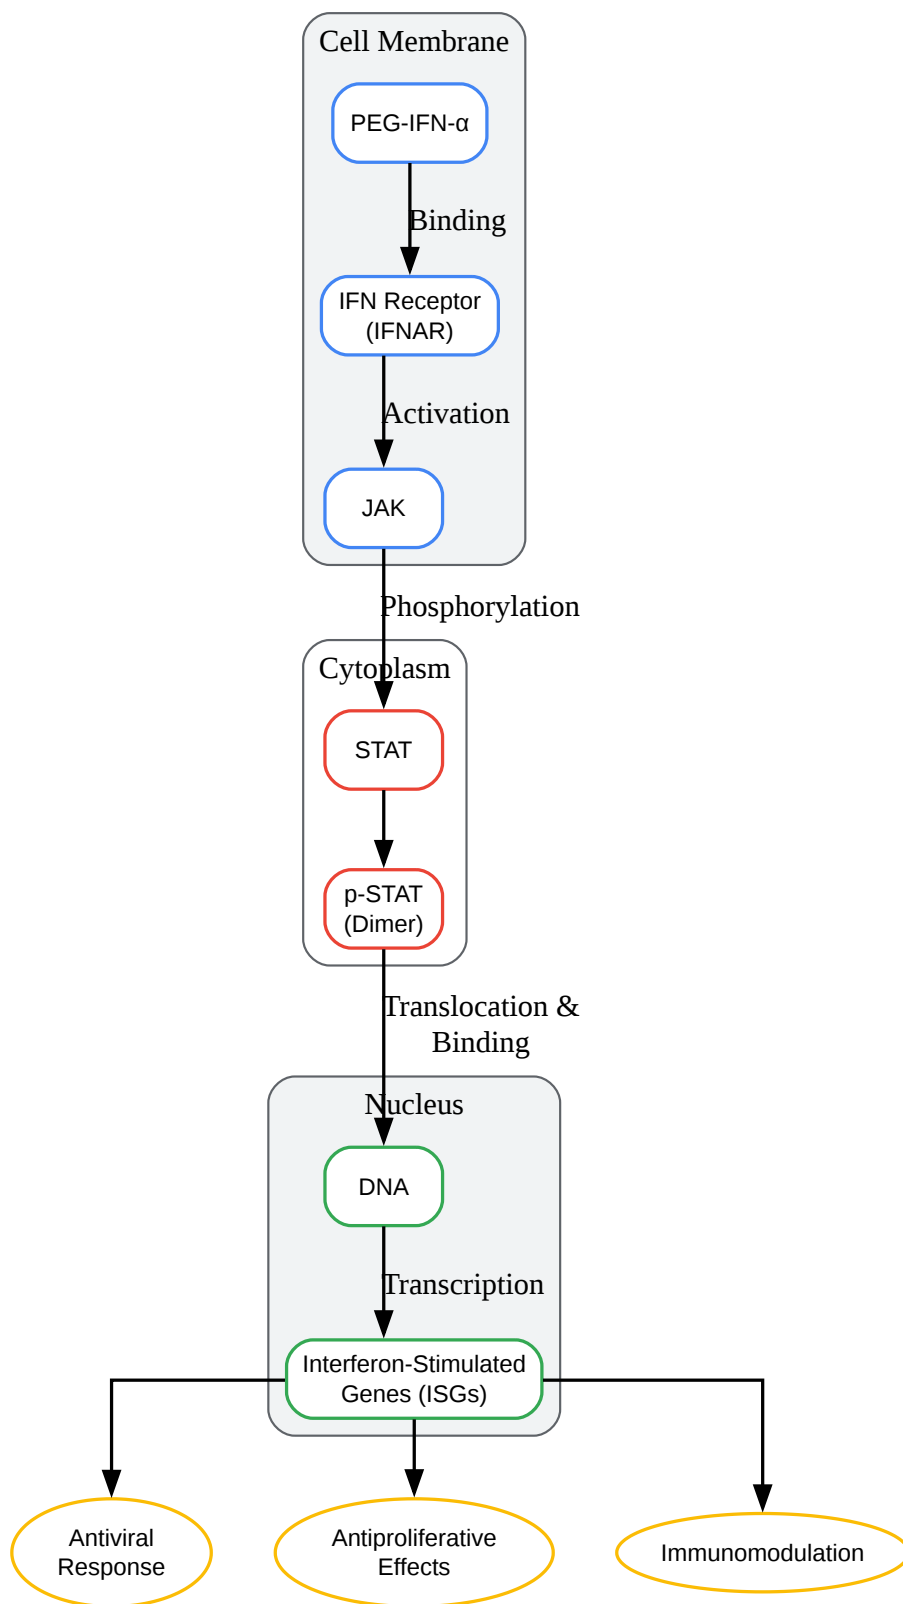 Cell Membrane
PEG-IFN-α
Binding
IFN Receptor
(IFNAR)
Activation
JAK
Phosphorylation
Cytoplasm
STAT
p-STAT
(Dimer)
Translocation &
Binding
Nucleus
DNA
Transcription
Interferon-Stimulated
Genes (ISGs)
Antiviral
Response
Antiproliferative
Effects
Immunomodulation